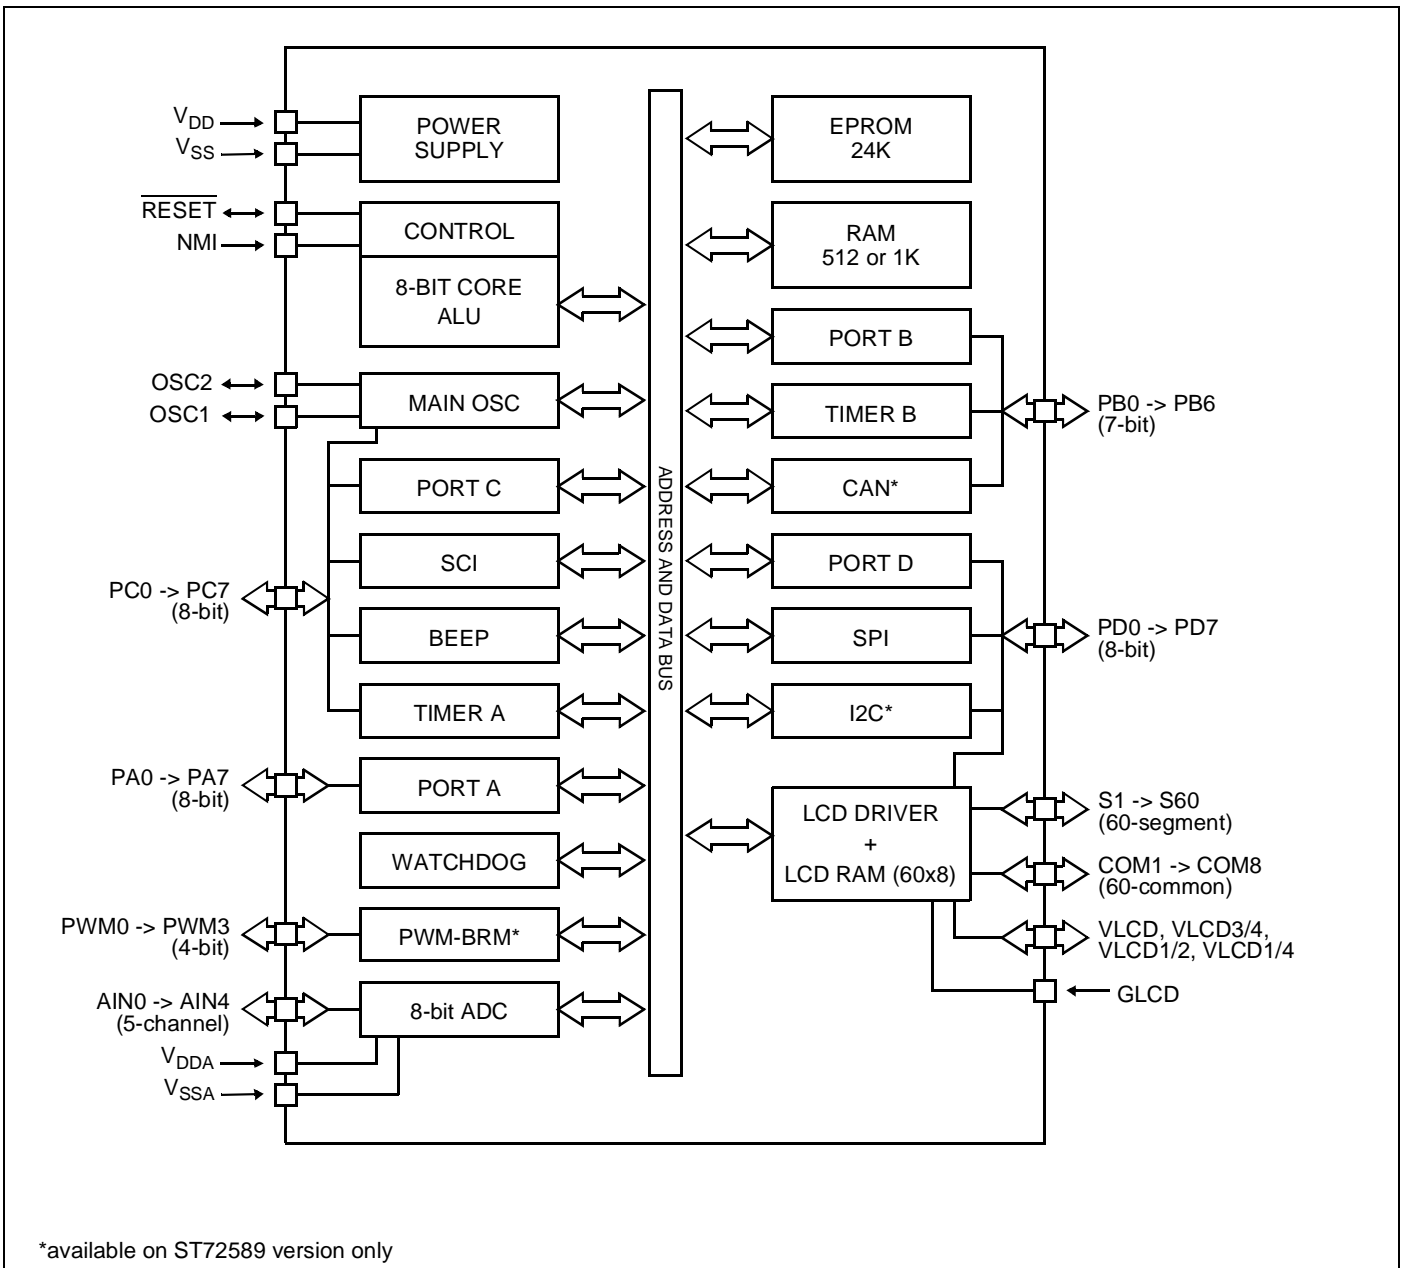 VDD
VSS
RESET
NMI
OSC2
OSC1
PC0 -> PC7
(8-bit)
PA0 -> PA7
(8-bit)
PWM0 -> PWM3
(4-bit)
AIN0 -> AIN4
(5-channel)
VDDA
VSSA
POWER
SUPPLY
CONTROL
8-BIT CORE
ALU
MAIN OSC
PORT C
SCI
BEEP
TIMER A
PORT A
WATCHDOG
PWM-BRM*
8-bit ADC
ADDRESS AND DATA BUS
EPROM
24K
RAM
512 or 1K
PORT B
TIMER B
CAN*
PORT D
SPI
I2C*
LCD DRIVER
+
LCD RAM (60x8)
PB0 -> PB6
(7-bit)
PD0 -> PD7
(8-bit)
S1 -> S60
(60-segment)
COM1 -> COM8
(60-common)
VLCD, VLCD3/4,
VLCD1/2, VLCD1/4
GLCD
*available on ST72589 version only